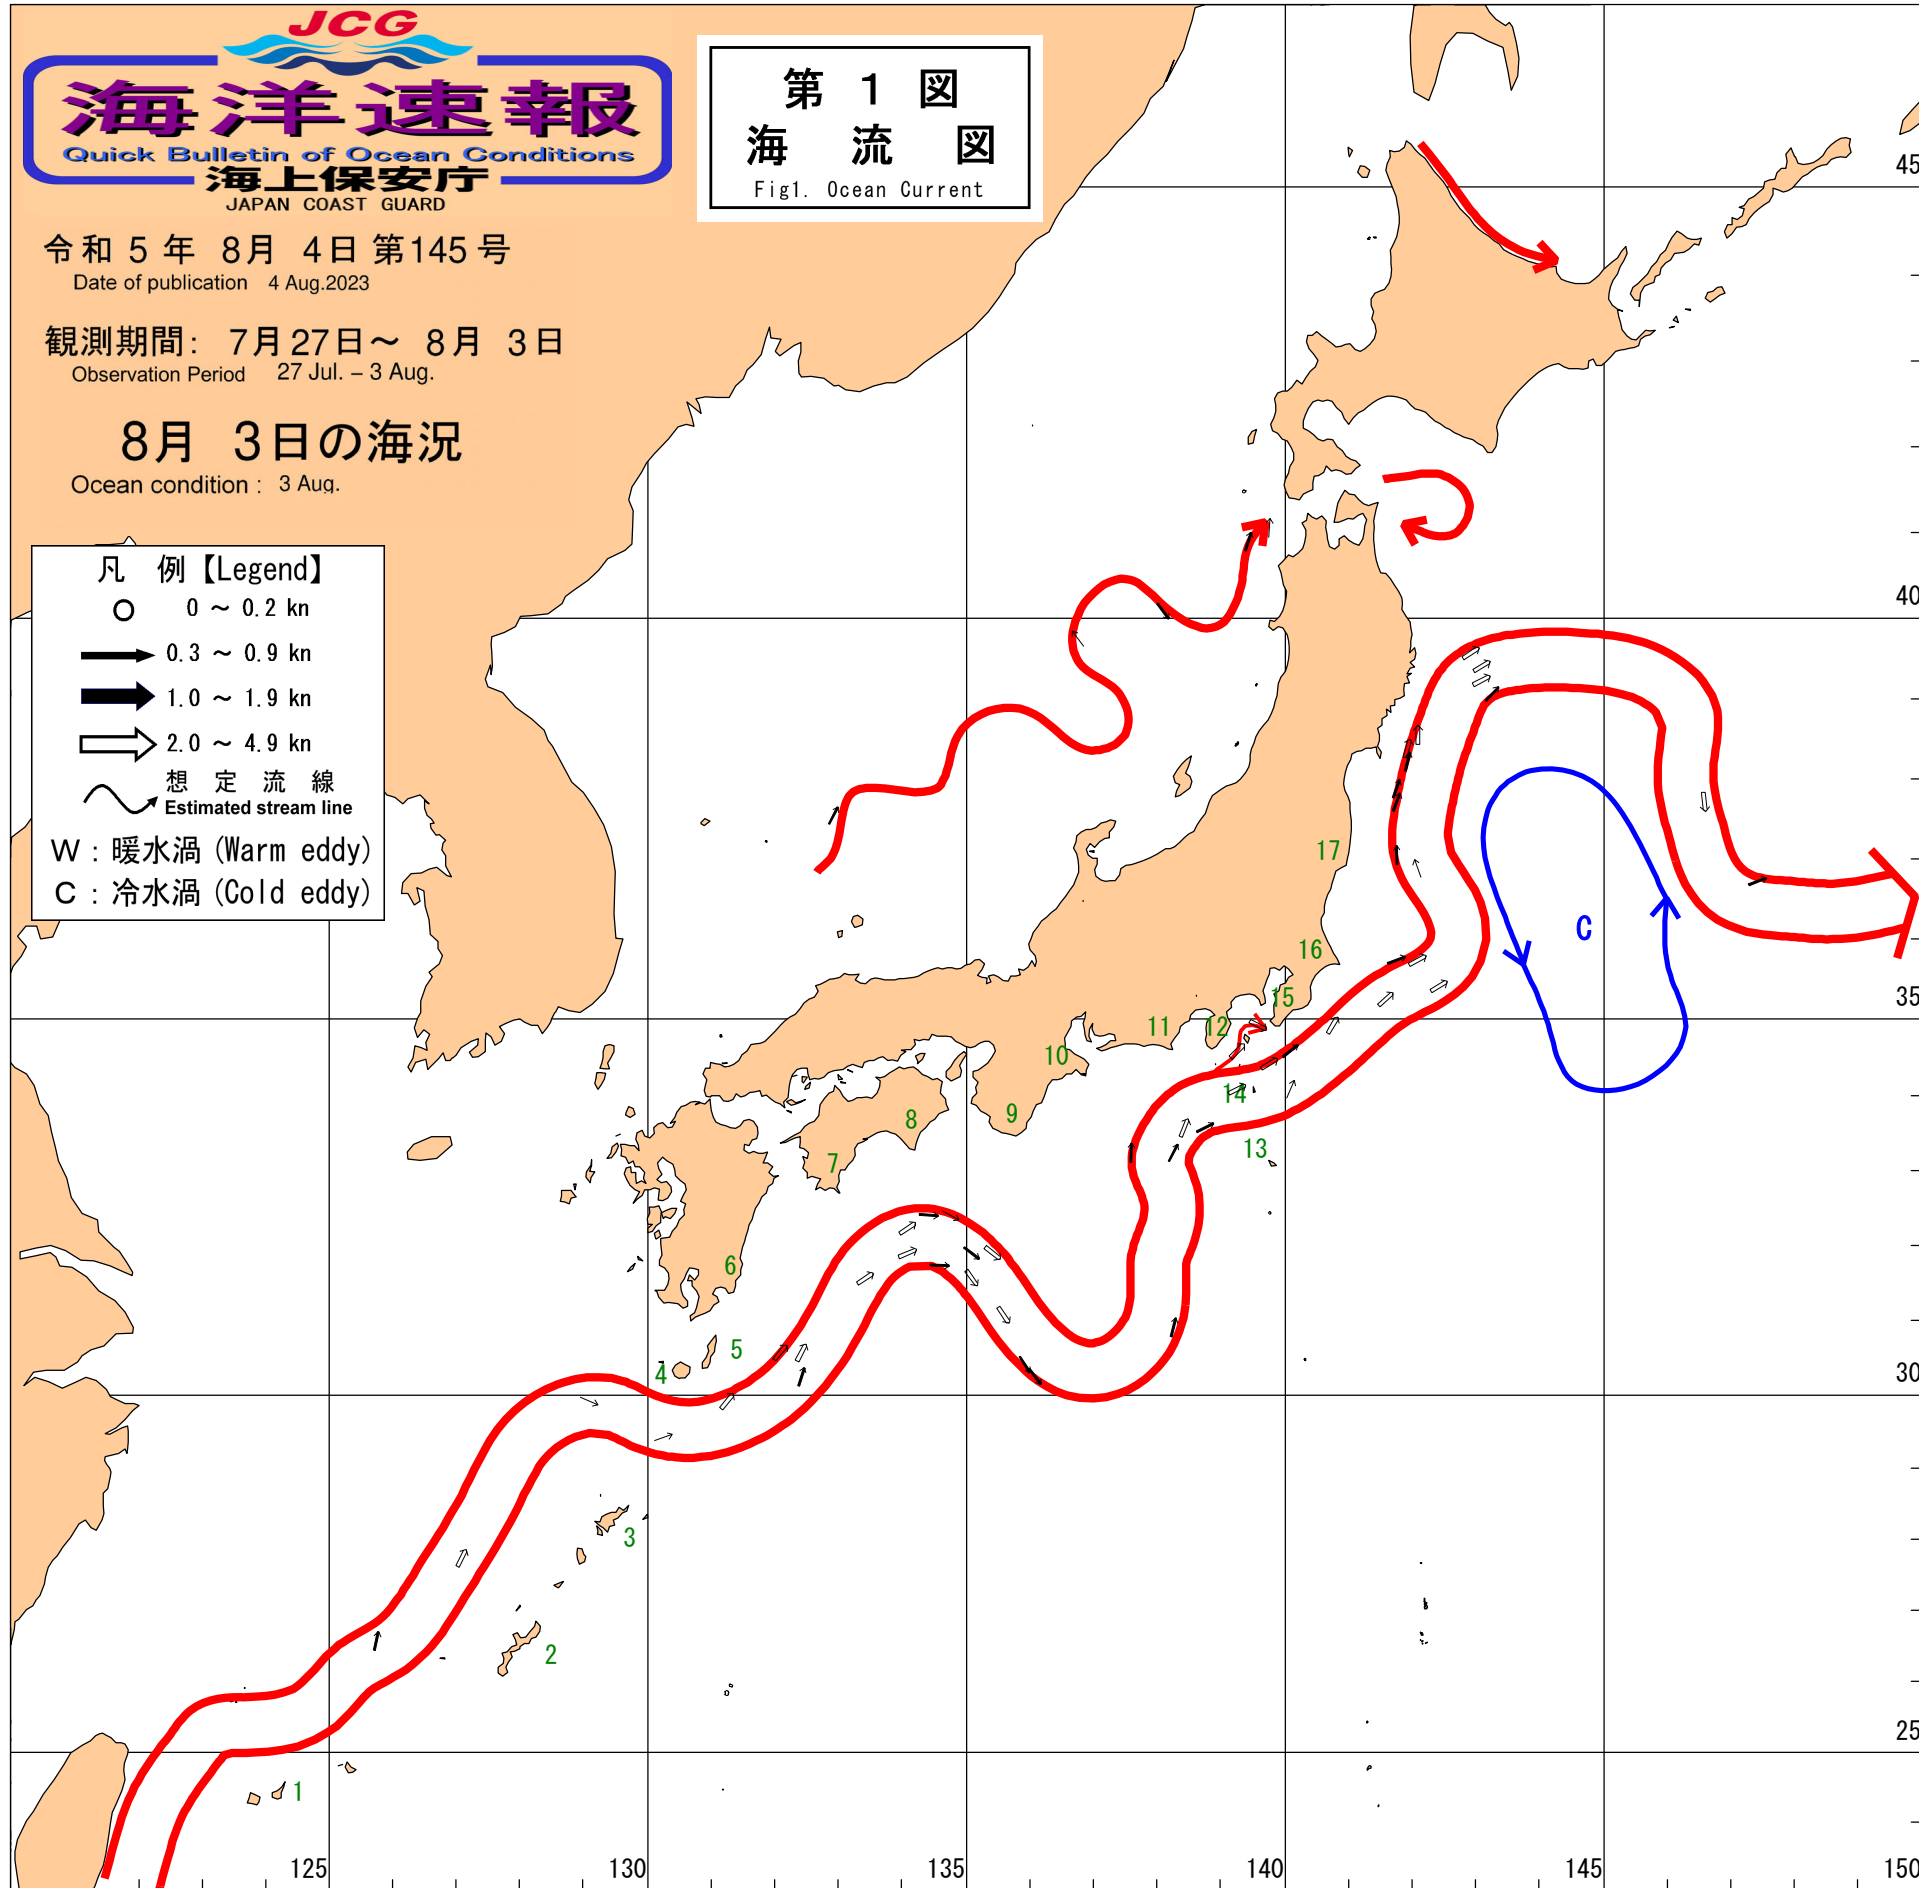 JCG
海洋速報
Quick Bulletin of Ocean Conditions
海上保安庁
JAPAN COAST GUARD
令和 5 年 8月 4日 第145 号
Date of publication 4 Aug.2023
観測期間: 7月27日～ 8月 3日
Observation Period 27 Jul. – 3 Aug.
8月 3日の海況
Ocean condition : 3 Aug.
第 1 図
海 流 図
Fig1. Ocean Current
凡 例【Legend】
0 ～ 0.2 kn
0.3 ～ 0.9 kn
1.0 ～ 1.9 kn
2.0 ～ 4.9 kn
想 定 流 線
Estimated stream line
W : 暖水渦 (Warm eddy)
C : 冷水渦 (Cold eddy)
45
40
17
C
16
15
35
11
12
10
14
9
8
13
7
6
5
4
30
3
2
25
1
125
130
135
140
145
150